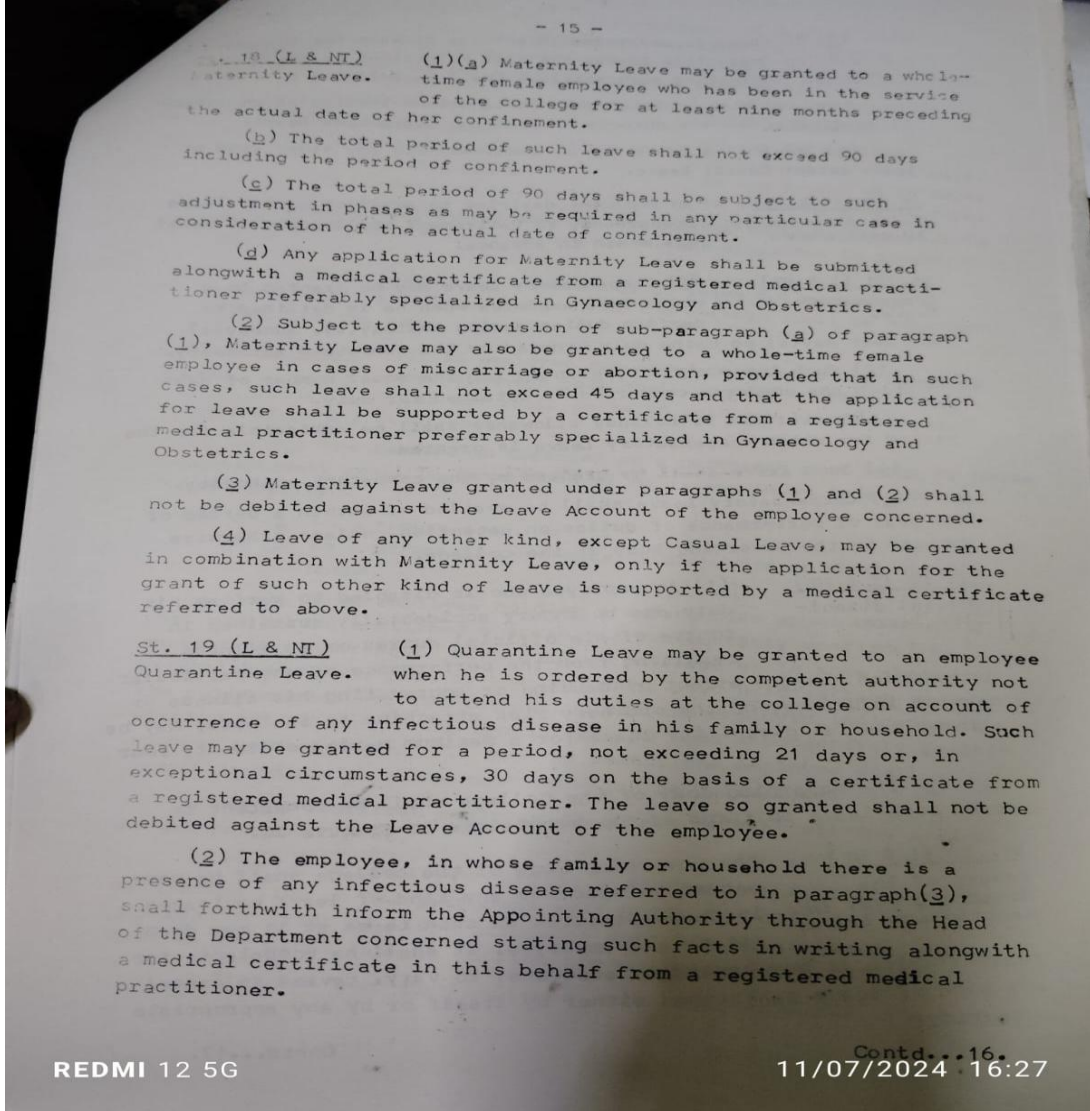 - 15 -
. 18 (L & NT) (1)(a) Maternity Leave may be granted to a whole-
aternity Leave. time female employee who has been in the service
of the college for at least nine months preceding
the actual date of her confinement.
(b) The total period of such leave shall not exceed 90 days
including the period of confinement.
(c) The total period of 90 days shall be subject to such
adjustment in phases as may be required in any particular case in
consideration of the actual date of confinement.
(d) Any application for Maternity Leave shall be submitted
alongwith a medical certificate from a registered medical practi-
tioner preferably specialized in Gynaecology and Obstetrics.
(2) Subject to the provision of sub-paragraph (a) of paragraph
(1), Maternity Leave may also be granted to a whole-time female
employee in cases of miscarriage or abortion, provided that in such
cases, such leave shall not exceed 45 days and that the application
for leave shall be supported by a certificate from a registered
medical practitioner preferably specialized in Gynaecology and
Obstetrics.
(3) Maternity Leave granted under paragraphs (1) and (2) shall
not be debited against the Leave Account of the employee concerned.
(4) Leave of any other kind, except Casual Leave, may be granted
in combination with Maternity Leave, only if the application for the
grant of such other kind of leave is supported by a medical certificate
referred to above.
St. 19 (L & NT) (1) Quarantine Leave may be granted to an employee
Quarantine Leave. when he is ordered by the competent authority not
to attend his duties at the college on account of
occurrence of any infectious disease in his family or household. Such
leave may be granted for a period, not exceeding 21 days or, in
exceptional circumstances, 30 days on the basis of a certificate from
a registered medical practitioner. The leave so granted shall not be
debited against the Leave Account of the employee.
(2) The employee, in whose family or household there is a
presence of any infectious disease referred to in paragraph(3),
shall forthwith inform the Appointing Authority through the Head
of the Department concerned stating such facts in writing alongwith
a medical certificate in this behalf from a registered medical
practitioner.
Contd...16.
REDMI 12 5G 11/07/2024 16:27